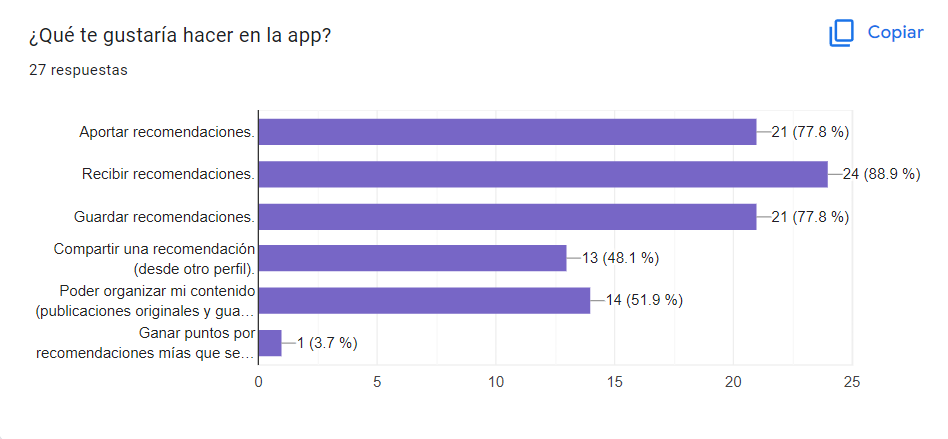 ¿Qué te gustaría hacer en la app?
Copiar
27 respuestas
Aportar recomendaciones.
21 (77.8 %)
Recibir recomendaciones.
24 (88.9 %)
Guardar recomendaciones.
21 (77.8 %)
Compartir una recomendación
(desde otro perfil).
13 (48.1 %)
Poder organizar mi contenido
(publicaciones originales y gua…
14 (51.9 %)
Ganar puntos por
recomendaciones mías que se…
1 (3.7 %)
0 5 10 15 20 25